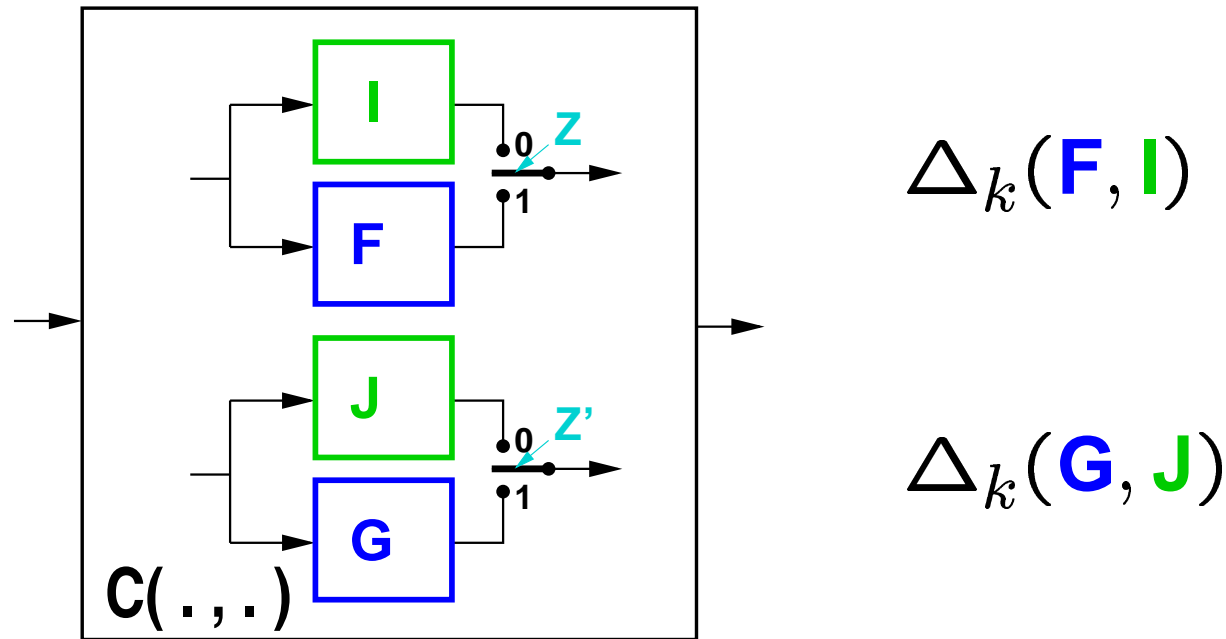 I
0
Z
1
F
Δk(F, I)
J
0
Z'
1
G
Δk(G, J)
C( . , . )